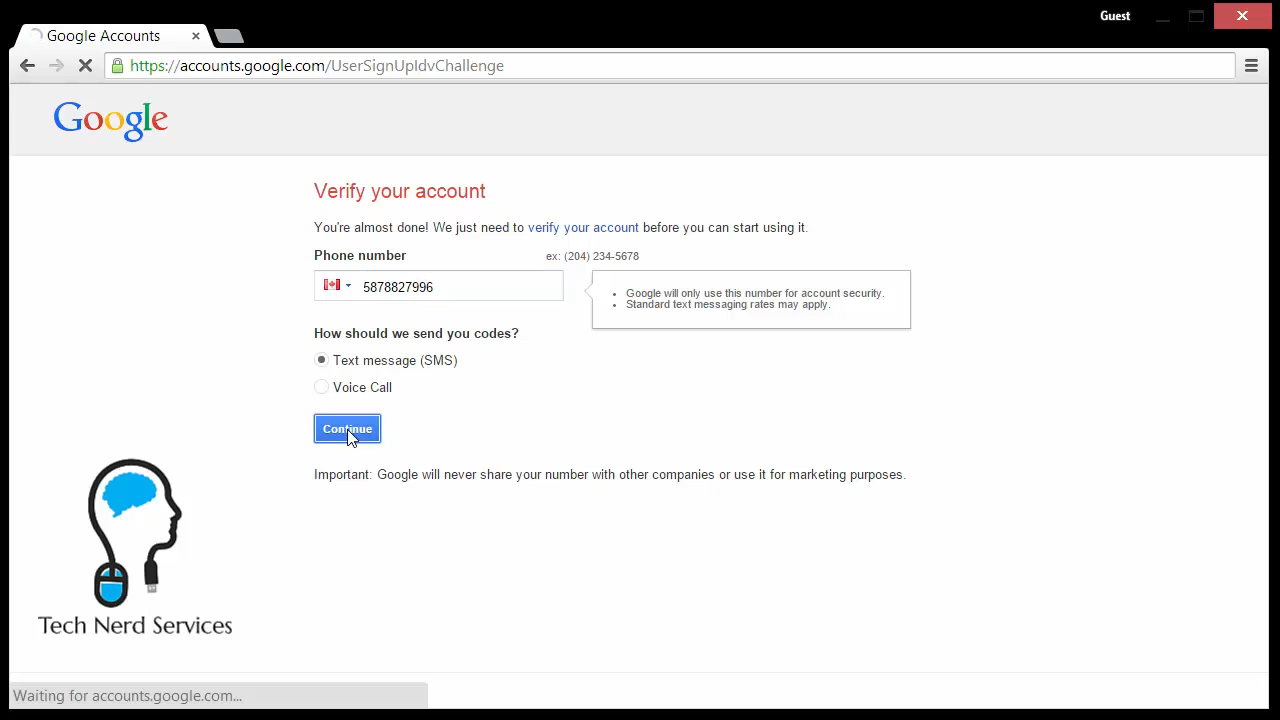 Guest
Google Accounts
https://accounts.google.com/UserSignUpIdvChallenge
Google
Verify your account
You're almost done! We just need to verify your account before you can start using it.
Phone number
ex: (204) 234-5678
5878827996
Google will only use this number for account security.
Standard text messaging rates may apply.
How should we send you codes?
Text message (SMS)
Voice Call
Continue
Important: Google will never share your number with other companies or use it for marketing purposes.
Tech Nerd Services
Waiting for accounts.google.com...